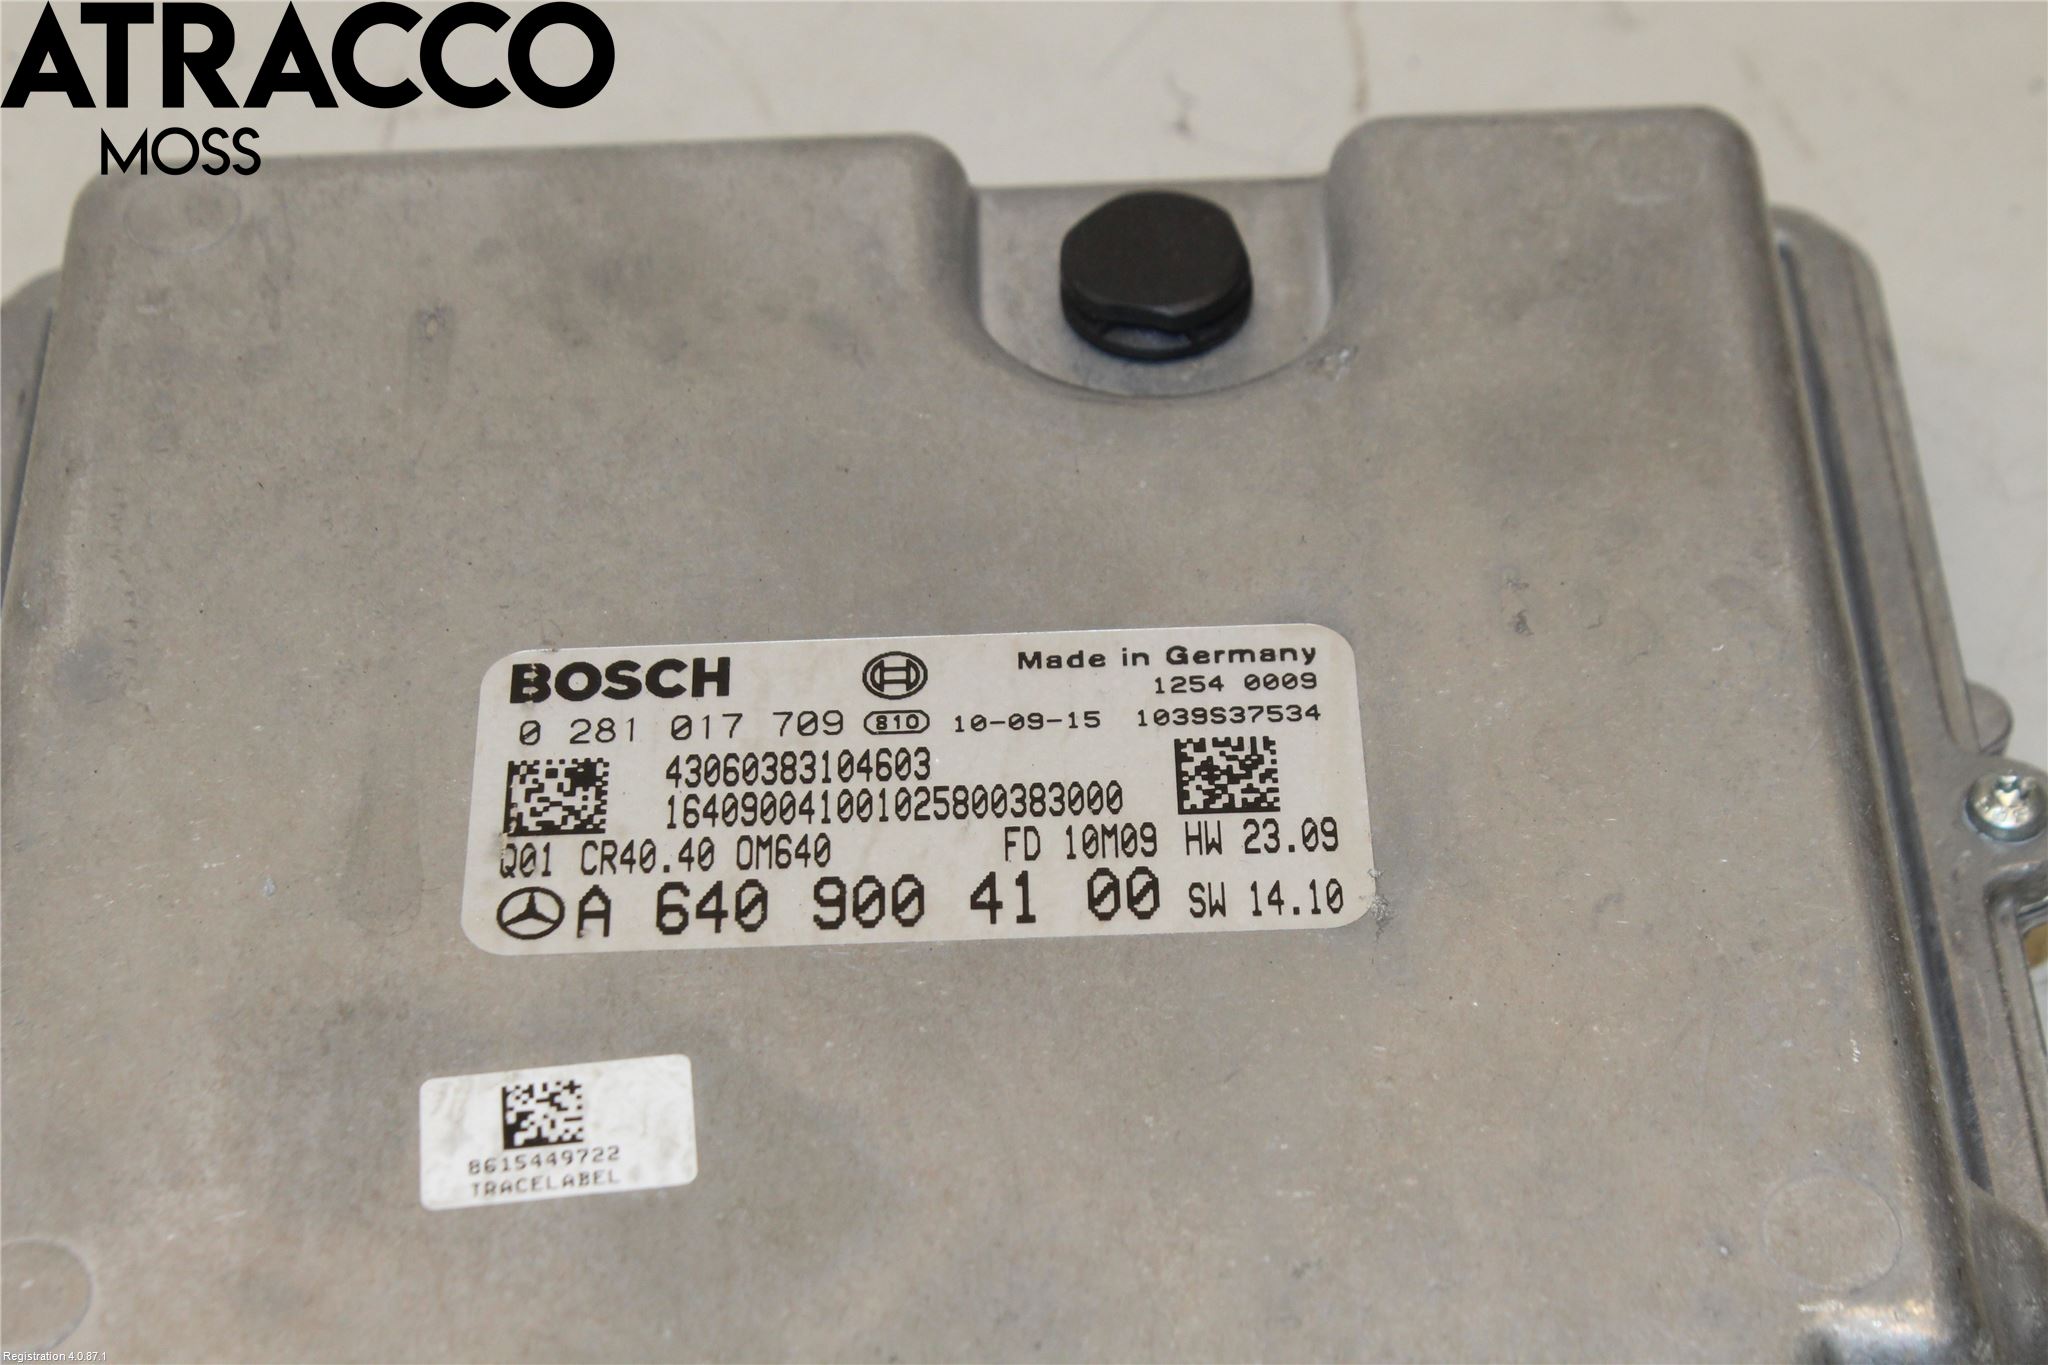 ATRACCO
MOSS
BOSCH
Made in Germany
1254 0009
0 281 017 709 810 10-09-15 1039S37534
43060383104603
164090041001025800383000
Q01 CR40.40 OM640 FD 10M09 HW 23.09
A 640 900 41 00 SW 14.10
8615449722
TRACELABEL
Registration 4.0.87.1